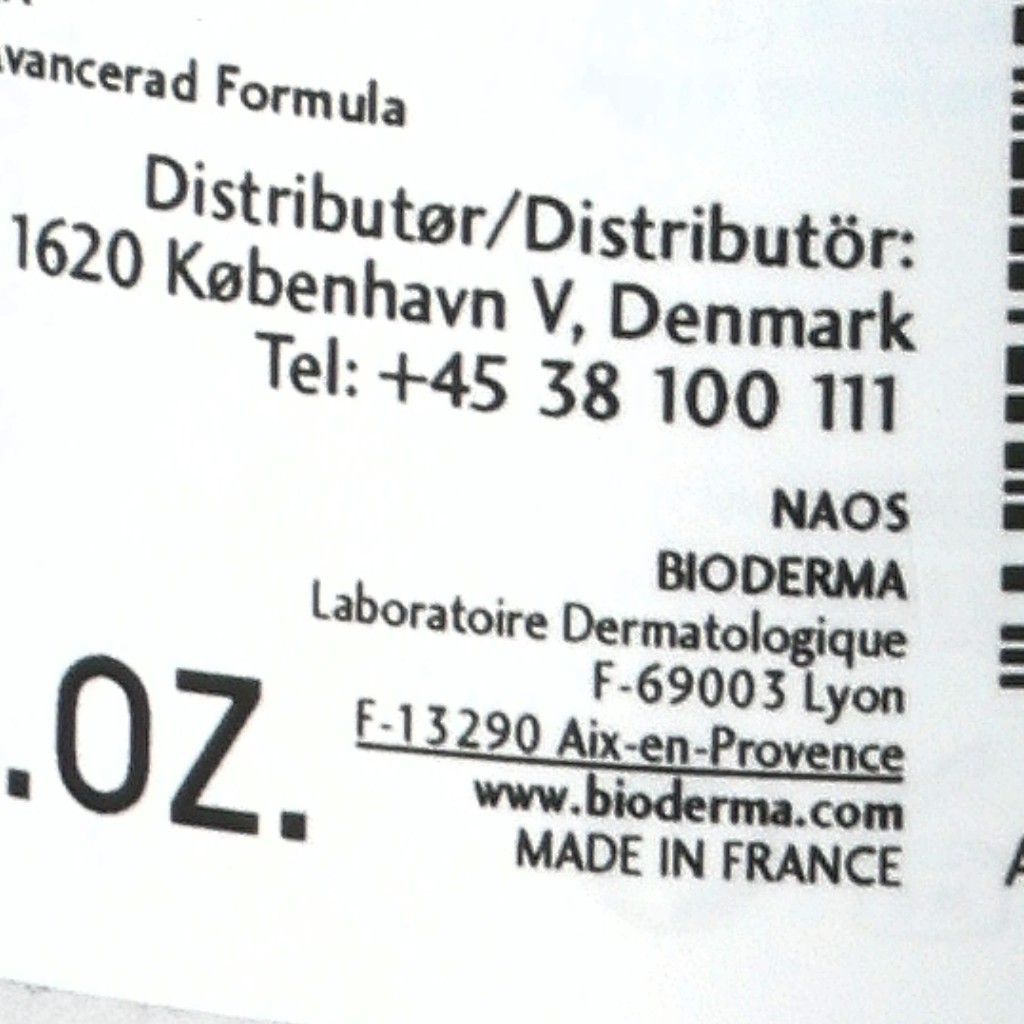 Formula
Distributør/Distributör:
1620 København V, Denmark
Tel: +45 38 100 111
NAOS
BIODERMA
Laboratoire Dermatologique
F-69003 Lyon
F-13290 Aix-en-Provence
www.bioderma.com
MADE IN FRANCE
.OZ.